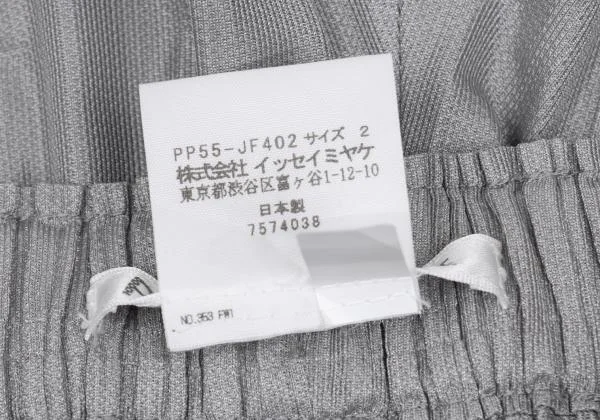 PP55-JF402 サイズ 2
株式会社 イッセイミヤケ
東京都渋谷区富ヶ谷1-12-10
日本製
7574038
NO.353 FW1